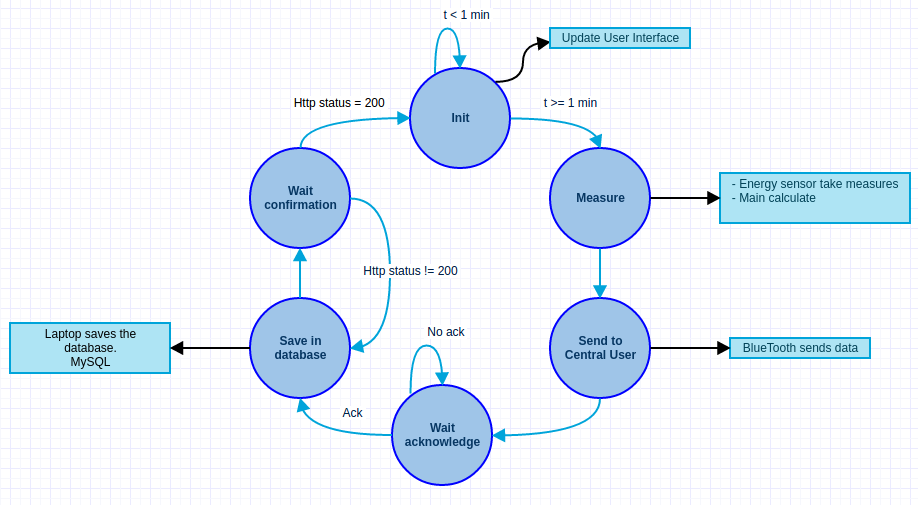 t < 1 min
Update User Interface
Http status = 200
t >= 1 min
Init
Wait
confirmation
Measure
- Energy sensor take measures
- Main calculate
Http status != 200
Laptop saves the
database.
MySQL
Save in
database
No ack
Send to
Central User
BlueTooth sends data
Ack
Wait
acknowledge